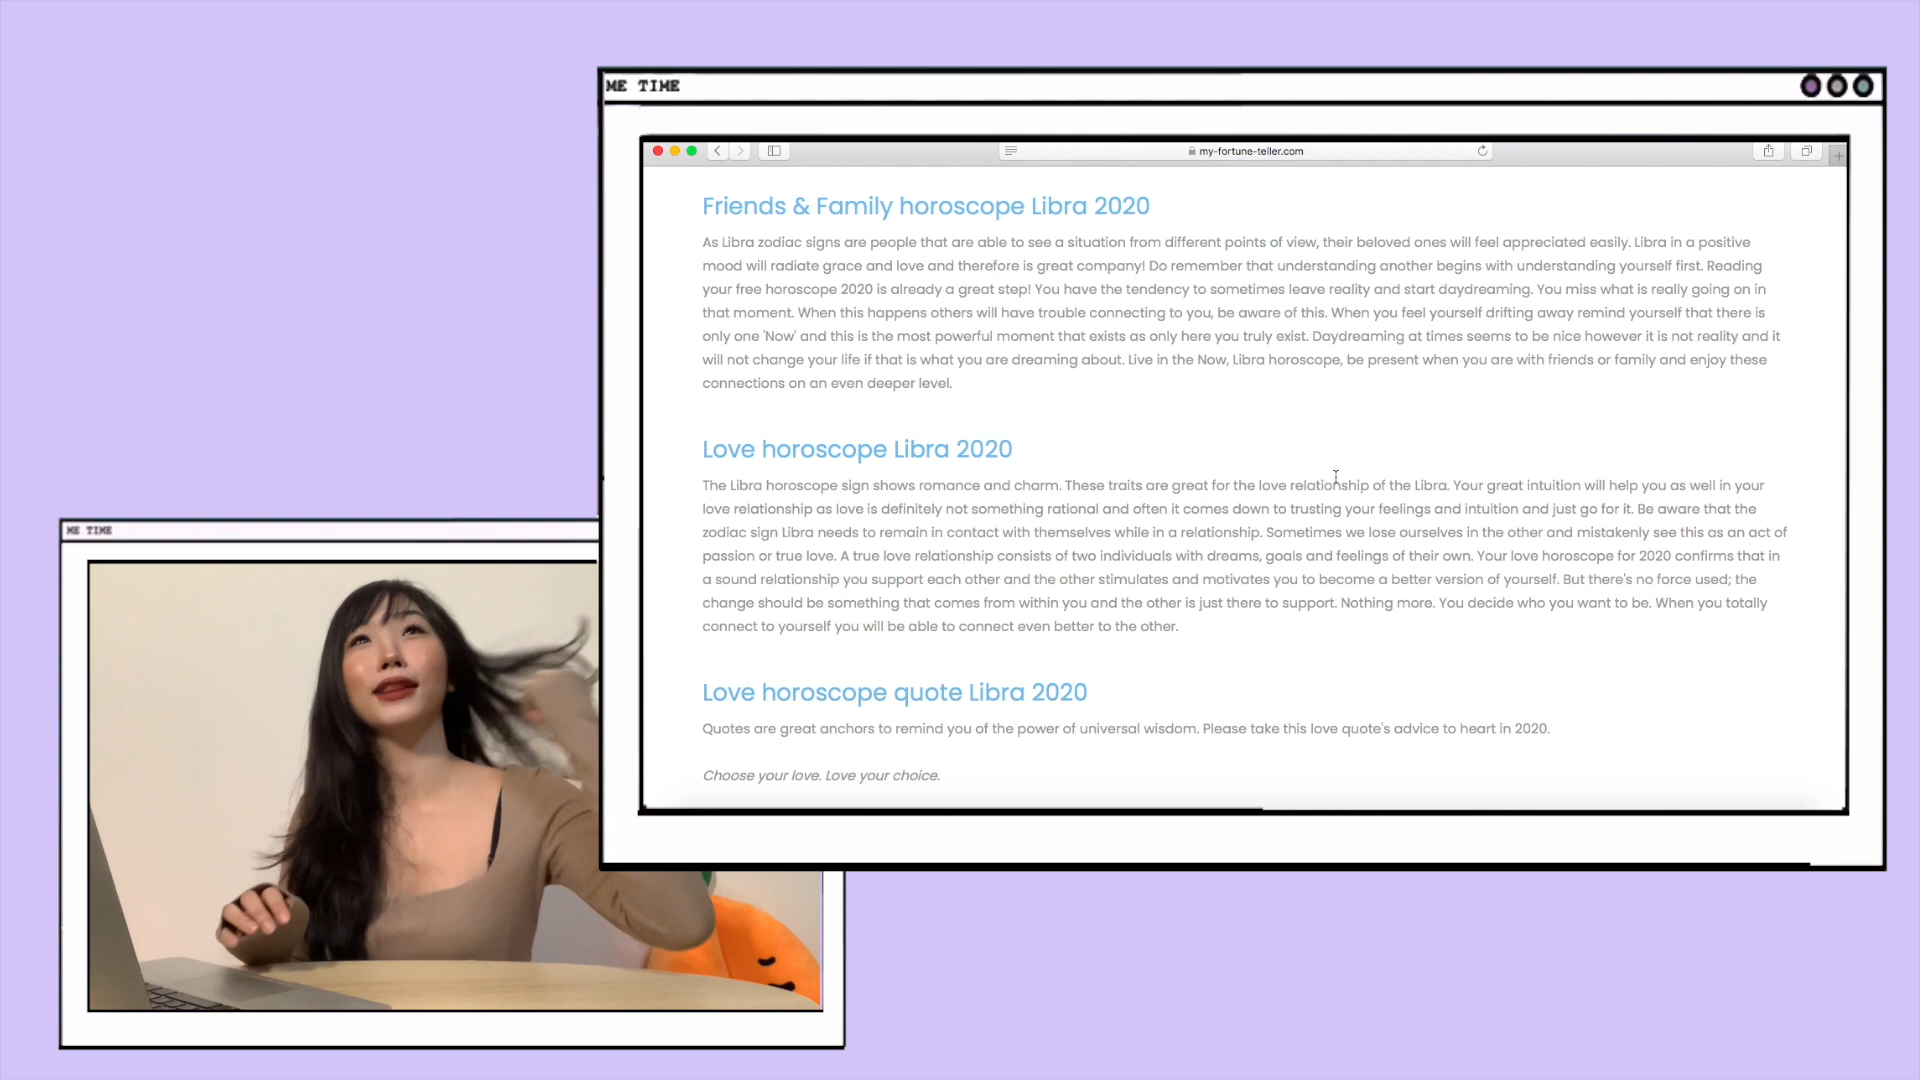 ME TIME
my-fortune-teller.com
Friends & Family horoscope Libra 2020
As Libra zodiac signs are people that are able to see a situation from different points of view, their beloved ones will feel appreciated easily. Libra in a positive
mood will radiate grace and love and therefore is great company! Do remember that understanding another begins with understanding yourself first. Reading
your free horoscope 2020 is already a great step! You have the tendency to sometimes leave reality and start daydreaming. You miss what is really going on in
that moment. When this happens others will have trouble connecting to you, be aware of this. When you feel yourself drifting away remind yourself that there is
only one 'Now' and this is the most powerful moment that exists as only here you truly exist. Daydreaming at times seems to be nice however it is not reality and it
will not change your life if that is what you are dreaming about. Live in the Now, Libra horoscope, be present when you are with friends or family and enjoy these
connections on an even deeper level.
Love horoscope Libra 2020
The Libra horoscope sign shows romance and charm. These traits are great for the love relationship of the Libra. Your great intuition will help you as well in your
love relationship as love is definitely not something rational and often it comes down to trusting your feelings and intuition and just go for it. Be aware that the
zodiac sign Libra needs to remain in contact with themselves while in a relationship. Sometimes we lose ourselves in the other and mistakenly see this as an act of
passion or true love. A true love relationship consists of two individuals with dreams, goals and feelings of their own. Your love horoscope for 2020 confirms that in
a sound relationship you support each other and the other stimulates and motivates you to become a better version of yourself. But there's no force used; the
change should be something that comes from within you and the other is just there to support. Nothing more. You decide who you want to be. When you totally
connect to yourself you will be able to connect even better to the other.
Love horoscope quote Libra 2020
Quotes are great anchors to remind you of the power of universal wisdom. Please take this love quote's advice to heart in 2020.
Choose your love. Love your choice.
ME TIME